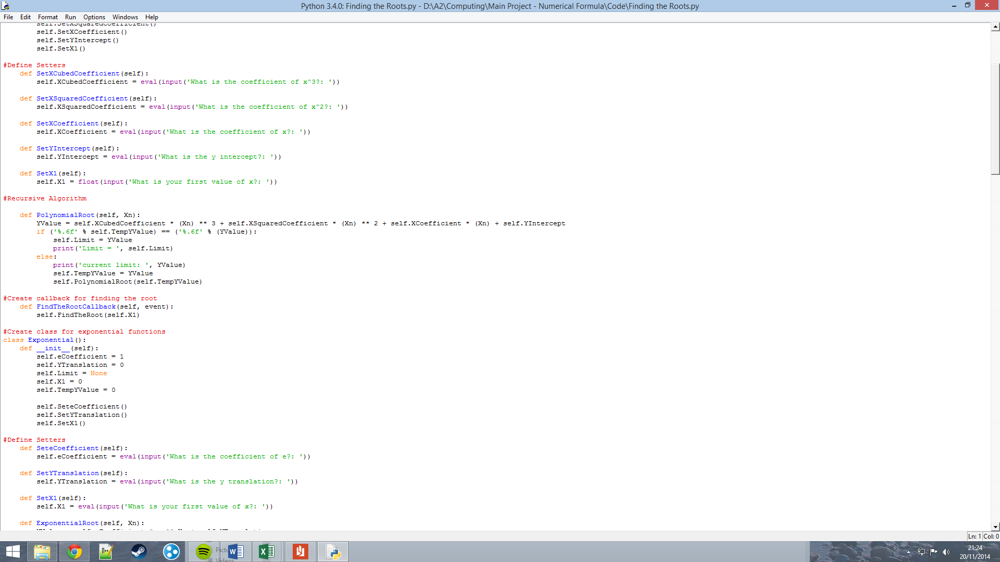 Python 3.4.0: Finding the Roots.py - D:\A2\Computing\Main Project - Numerical Formula\Code\Finding the Roots.py
File Edit Format Run Options Windows Help
self.SetXSquaredCoefficient()
self.SetXCoefficient()
self.SetYIntercept()
self.SetX1()
#Define Setters
def SetXCubedCoefficient(self):
self.XCubedCoefficient = eval(input('What is the coefficient of x^3?: '))
def SetXSquaredCoefficient(self):
self.XSquaredCoefficient = eval(input('What is the coefficient of x^2?: '))
def SetXCoefficient(self):
self.XCoefficient = eval(input('What is the coefficient of x?: '))
def SetYIntercept(self):
self.YIntercept = eval(input('What is the y intercept?: '))
def SetX1(self):
self.X1 = float(input('What is your first value of x?: '))
#Recursive Algorithm
def PolynomialRoot(self, Xn):
YValue = self.XCubedCoefficient * (Xn) ** 3 + self.XSquaredCoefficient * (Xn) ** 2 + self.XCoefficient * (Xn) + self.YIntercept
if ('%.6f' % self.TempYValue) == ('%.6f' % (YValue)):
self.Limit = YValue
print('Limit = ', self.Limit)
else:
print('current limit: ', YValue)
self.TempYValue = YValue
self.PolynomialRoot(self.TempYValue)
#Create callback for finding the root
def FindTheRootCallback(self, event):
self.FindTheRoot(self.X1)
#Create class for exponential functions
class Exponential():
def __init__(self):
self.eCoefficient = 1
self.YTranslation = 0
self.Limit = None
self.X1 = 0
self.TempYValue = 0
self.SeteCoefficient()
self.SetYTranslation()
self.SetX1()
#Define Setters
def SeteCoefficient(self):
self.eCoefficient = eval(input('What is the coefficient of e?: '))
def SetYTranslation(self):
self.YTranslation = eval(input('What is the y translation?: '))
def SetX1(self):
self.X1 = eval(input('What is your first value of x?: '))
def ExponentialRoot(self, Xn):
Ln: 1 Col: 0
Videos
21:24
20/11/2014